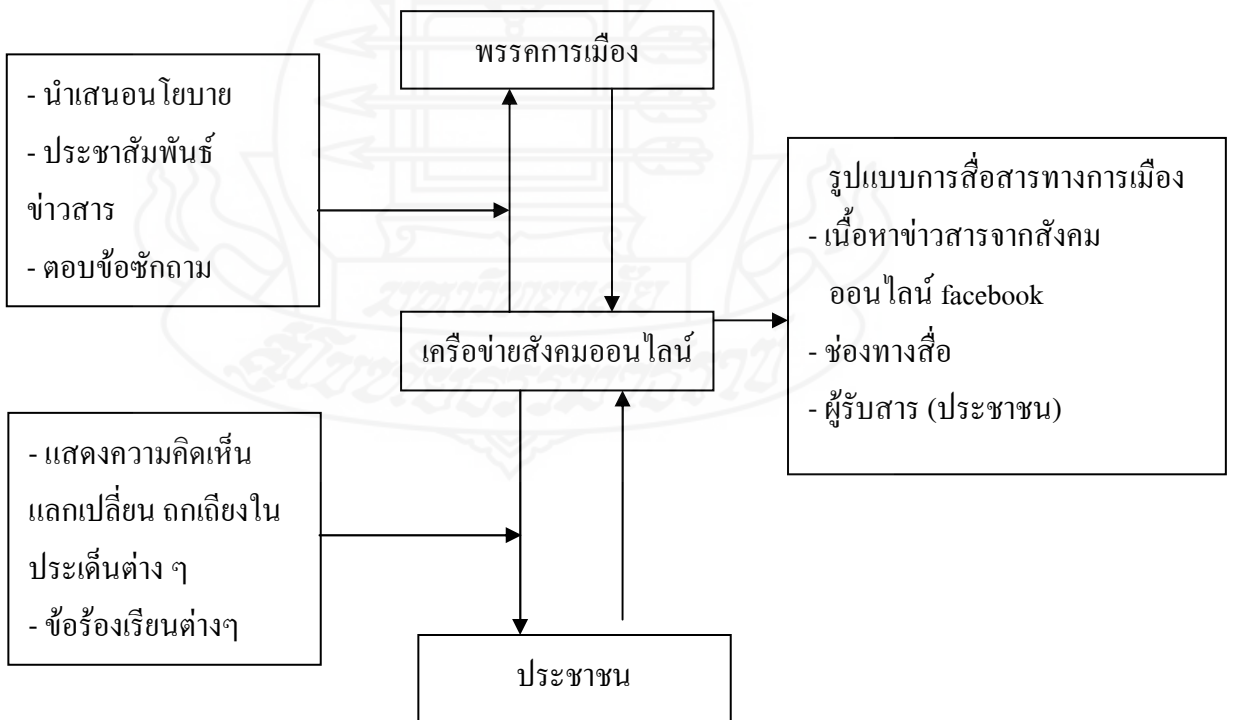 พรรคการเมือง
- นำเสนอนโยบาย
- ประชาสัมพันธ์
ข่าวสาร
- ตอบข้อซักถาม
รูปแบบการสื่อสารทางการเมือง
- เนื้อหาข่าวสารจากสังคม
ออนไลน์ facebook
- ช่องทางสื่อ
- ผู้รับสาร (ประชาชน)
เครือข่ายสังคมออนไลน์
- แสดงความคิดเห็น
แลกเปลี่ยน ถกเถียงใน
ประเด็นต่าง ๆ
- ข้อร้องเรียนต่างๆ
ประชาชน